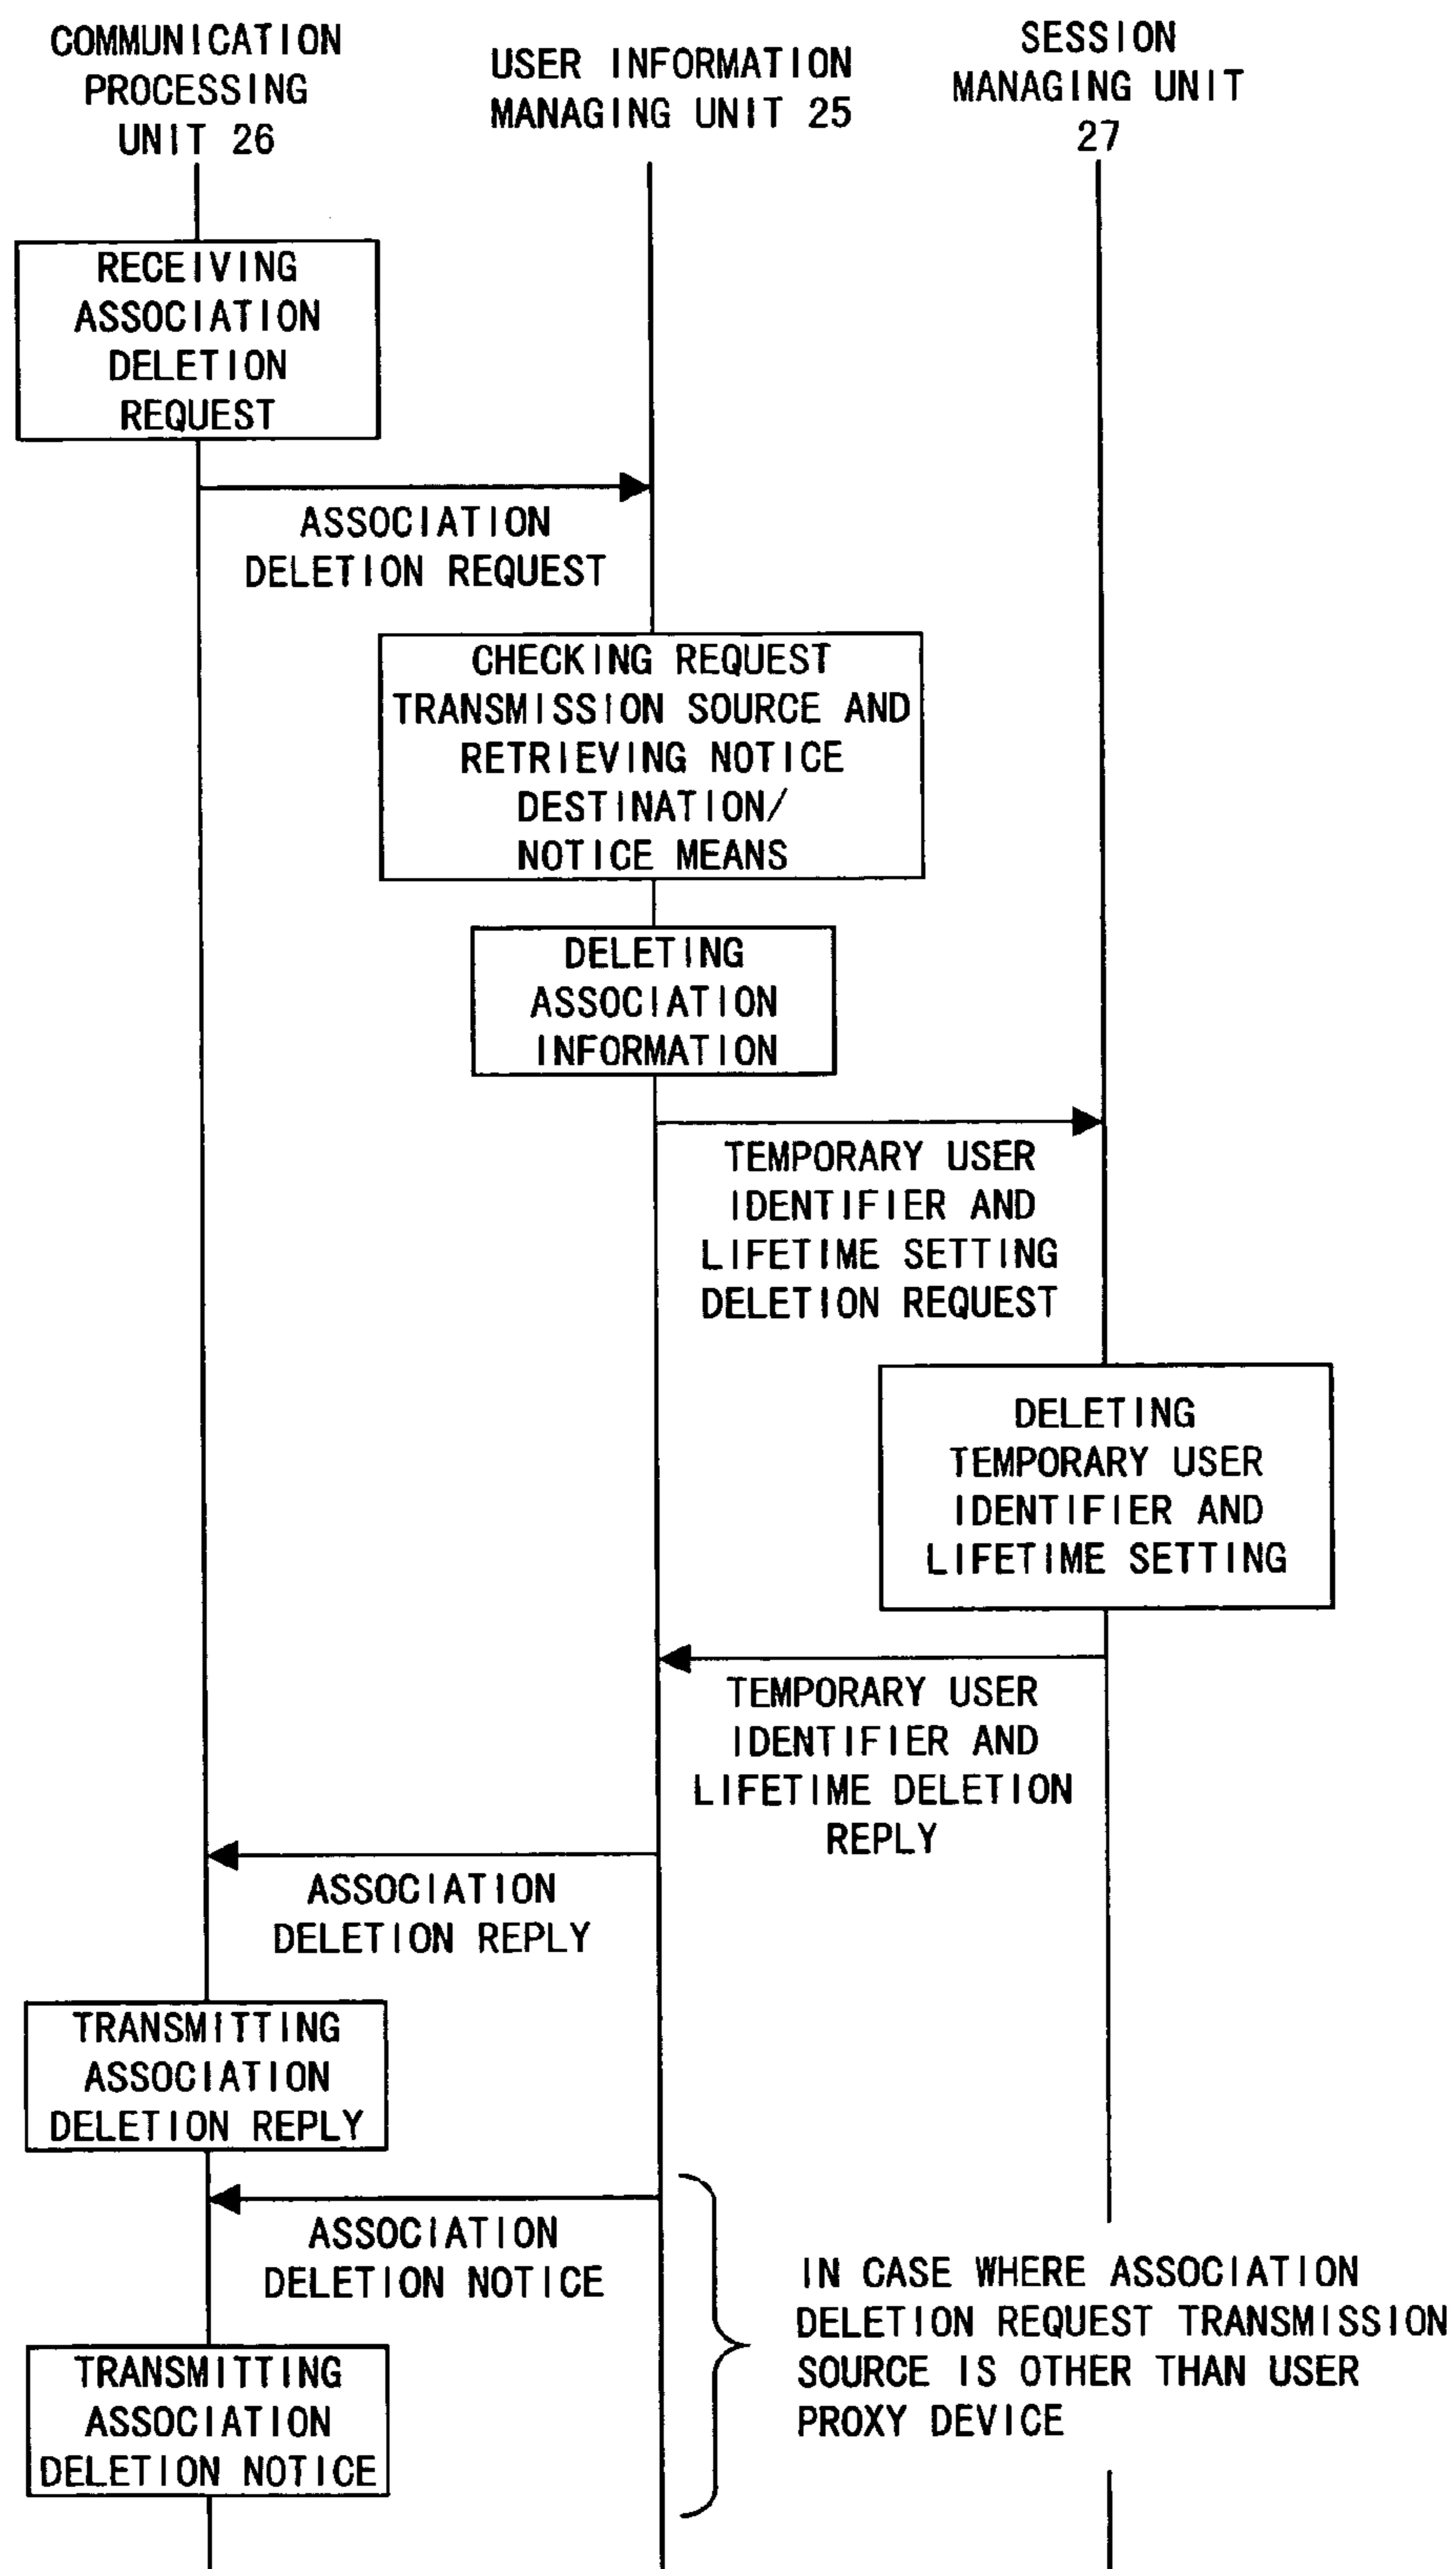 COMMUNICATION
PROCESSING
UNIT 26
USER INFORMATION
MANAGING UNIT 25
SESSION
MANAGING UNIT
27
RECEIVING
ASSOCIATION
DELETION
REQUEST
ASSOCIATION
DELETION REQUEST
CHECKING REQUEST
TRANSMISSION SOURCE AND
RETRIEVING NOTICE
DESTINATION/
NOTICE MEANS
DELETING
ASSOCIATION
INFORMATION
TEMPORARY USER
IDENTIFIER AND
LIFETIME SETTING
DELETION REQUEST
DELETING
TEMPORARY USER
IDENTIFIER AND
LIFETIME SETTING
TEMPORARY USER
IDENTIFIER AND
LIFETIME DELETION
REPLY
ASSOCIATION
DELETION REPLY
TRANSMITTING
ASSOCIATION
DELETION REPLY
ASSOCIATION
DELETION NOTICE
IN CASE WHERE ASSOCIATION
DELETION REQUEST TRANSMISSION
SOURCE IS OTHER THAN USER
PROXY DEVICE
TRANSMITTING
ASSOCIATION
DELETION NOTICE